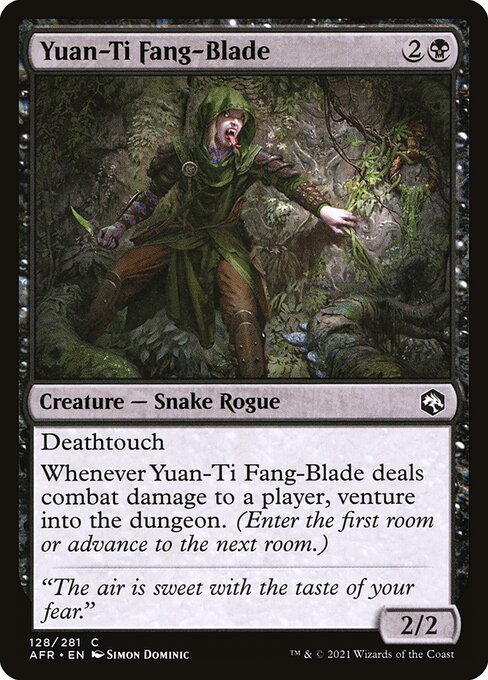 Yuan-Ti Fang-Blade 2
Creature — Snake Rogue
Deathtouch
Whenever Yuan-Ti Fang-Blade deals
combat damage to a player, venture
into the dungeon. (Enter the first room
or advance to the next room.)
“The air is sweet with the taste of your
fear.”
2/2
128/281 C
AFR • EN Simon Dominic ™ & © 2021 Wizards of the Coast